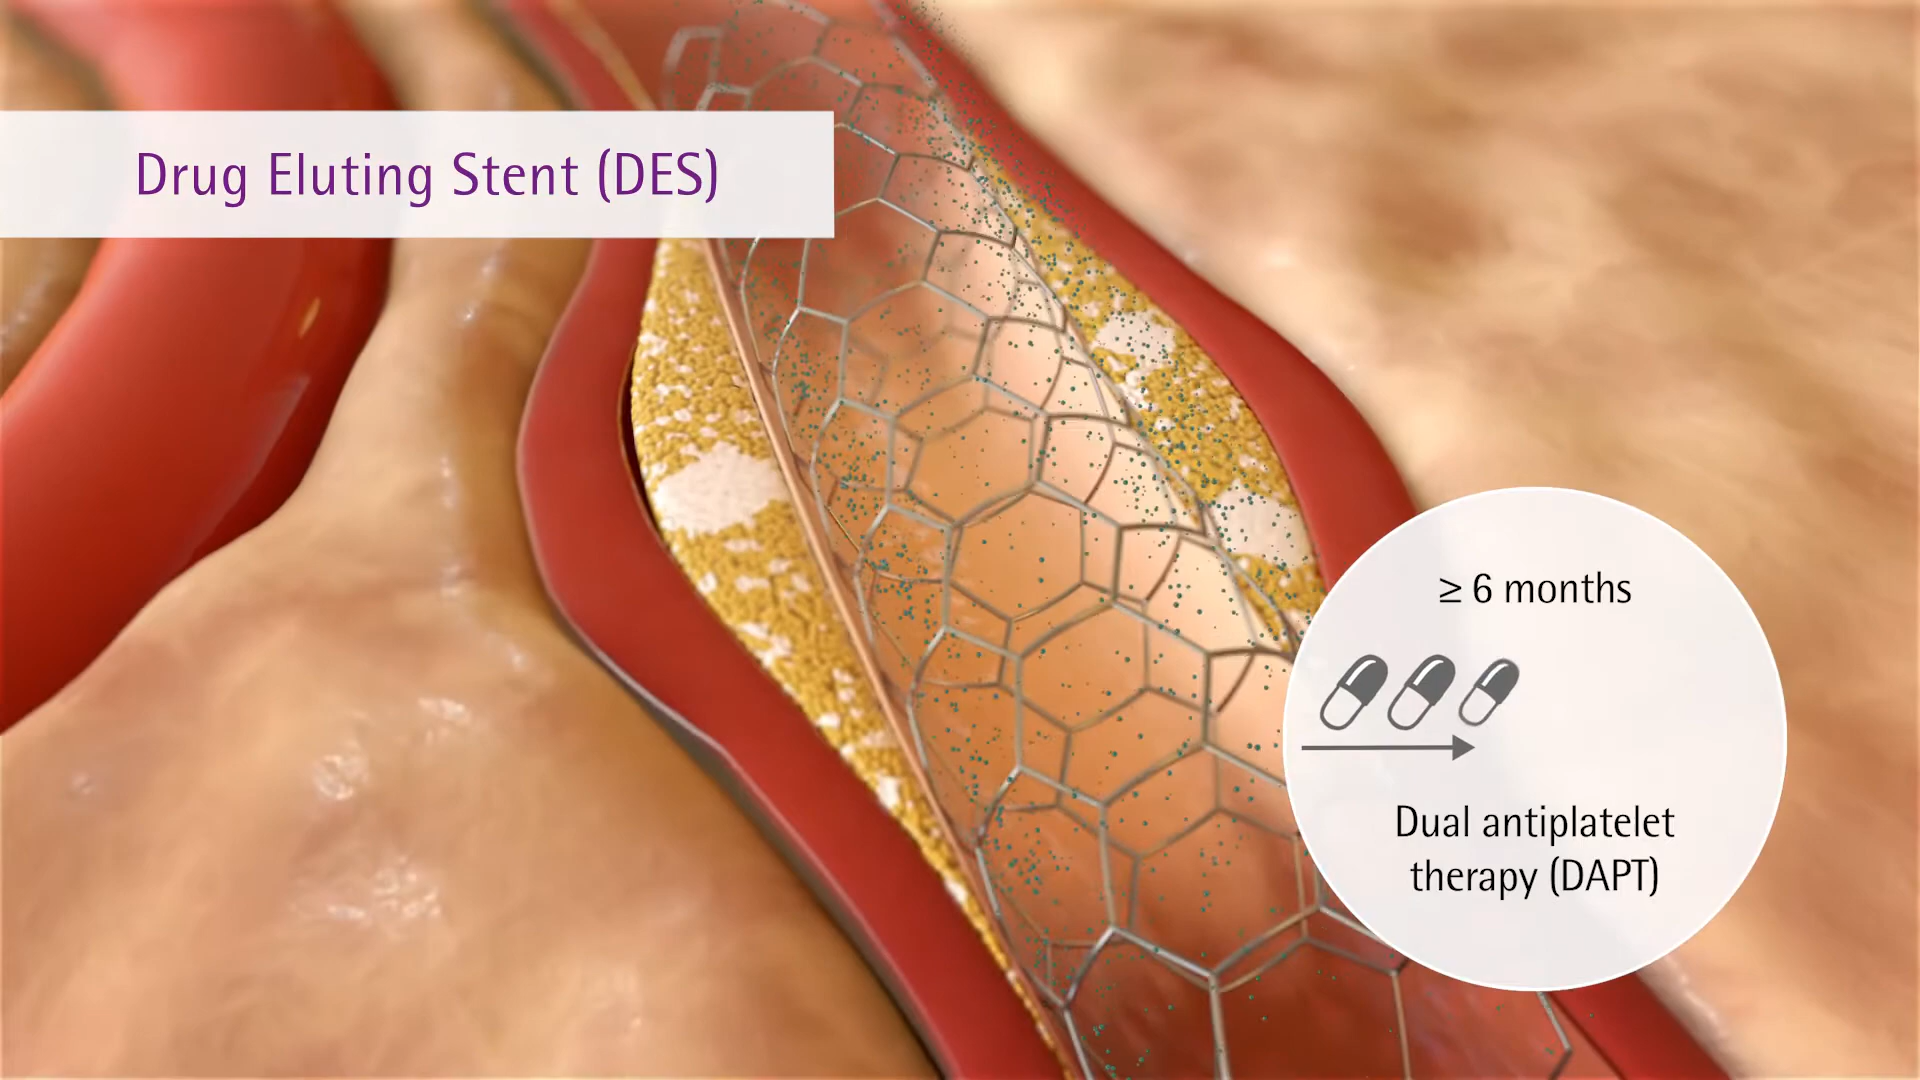 Drug Eluting Stent (DES)
≥ 6 months
Dual antiplatelet
therapy (DAPT)